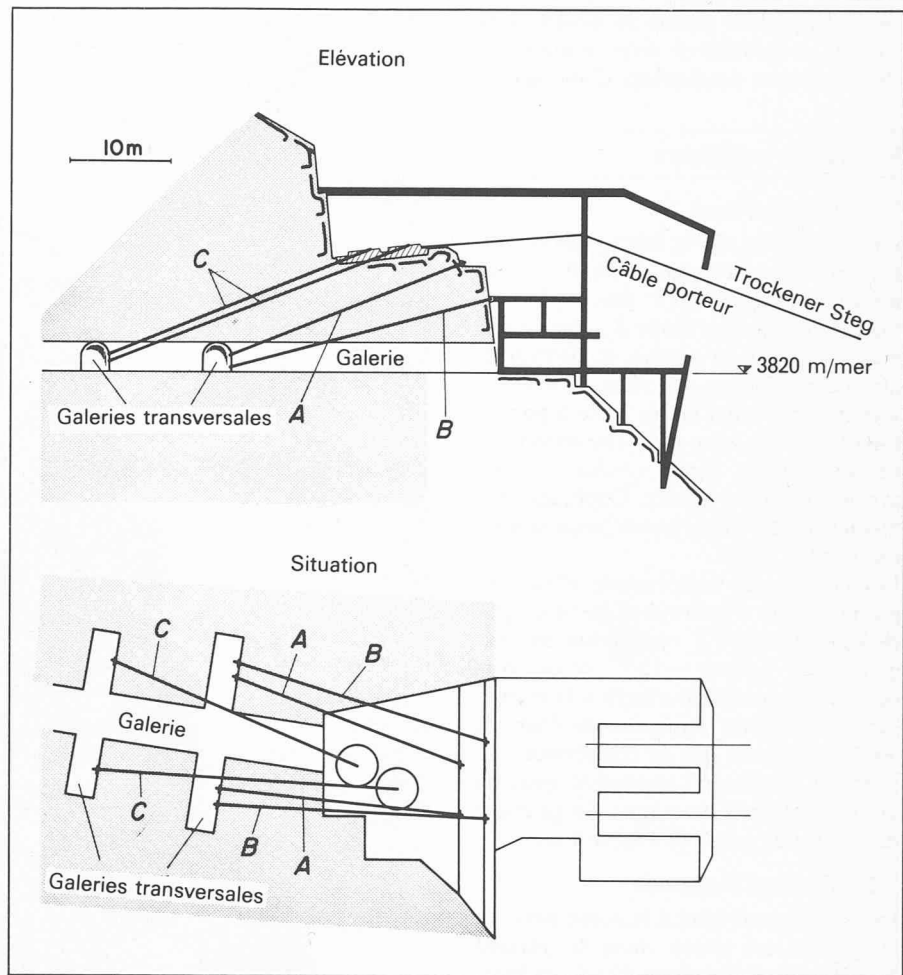 Elévation
10m
C
Câble porteur
Trockener Steg
Galerie
3820 m/mer
Galeries transversales
A
B
Situation
C
A
B
Galerie
C
B
A
Galeries transversales